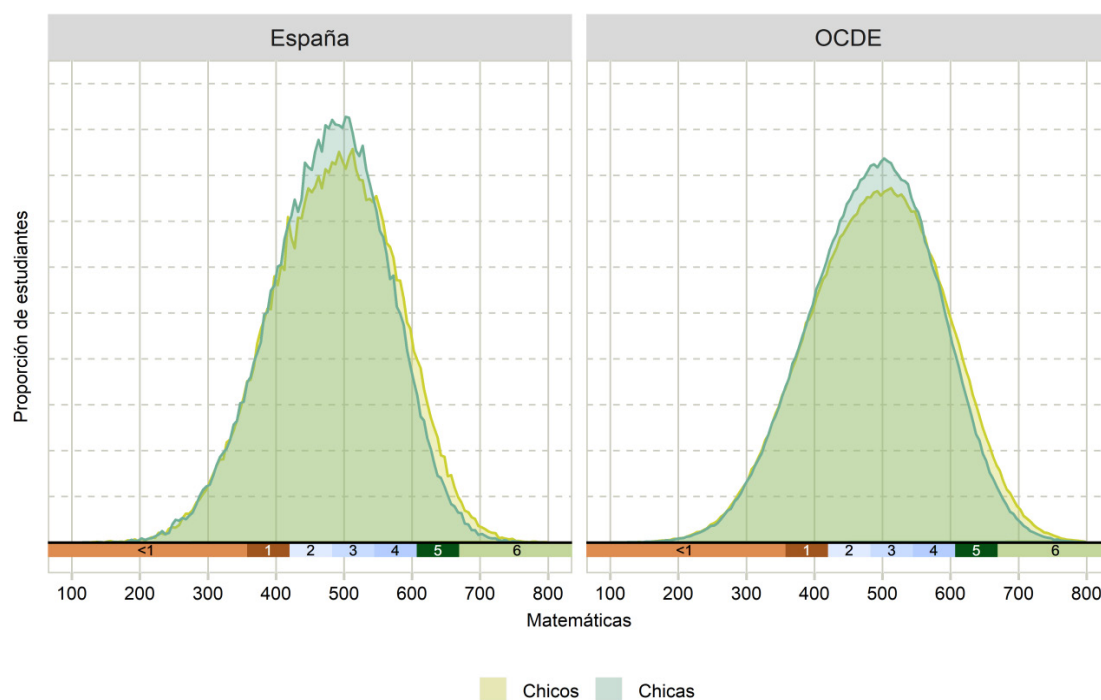 España
OCDE
Proporción de estudiantes
<1 1 2 3 4 5 6
<1 1 2 3 4 5 6
100 200 300 400 500 600 700 800
100 200 300 400 500 600 700 800
Matemáticas
Chicos Chicas